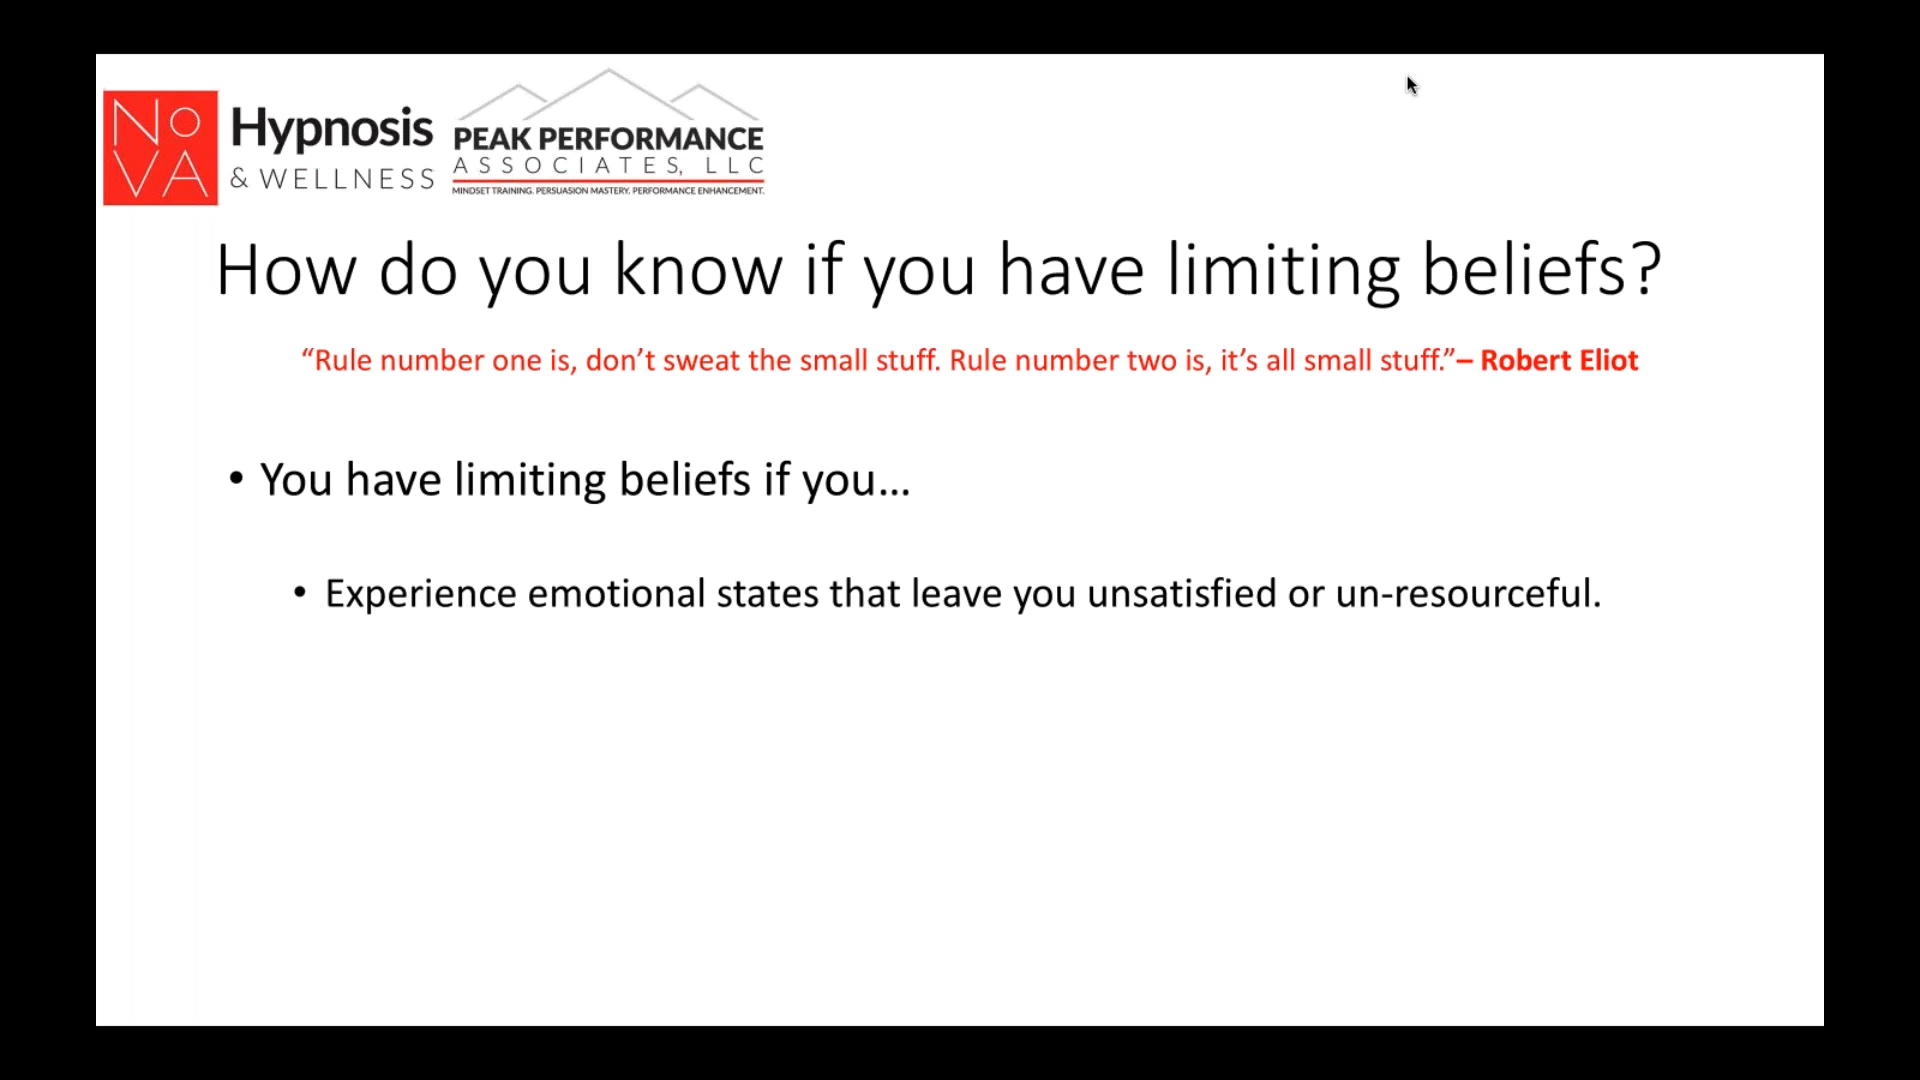 NoVA
Hypnosis
& WELLNESS
PEAK PERFORMANCE
ASSOCIATES, LLC
MINDSET TRAINING. PERSUASION MASTERY. PERFORMANCE ENHANCEMENT.
How do you know if you have limiting beliefs?
“Rule number one is, don’t sweat the small stuff. Rule number two is, it’s all small stuff.”– Robert Eliot
• You have limiting beliefs if you…
• Experience emotional states that leave you unsatisfied or un-resourceful.